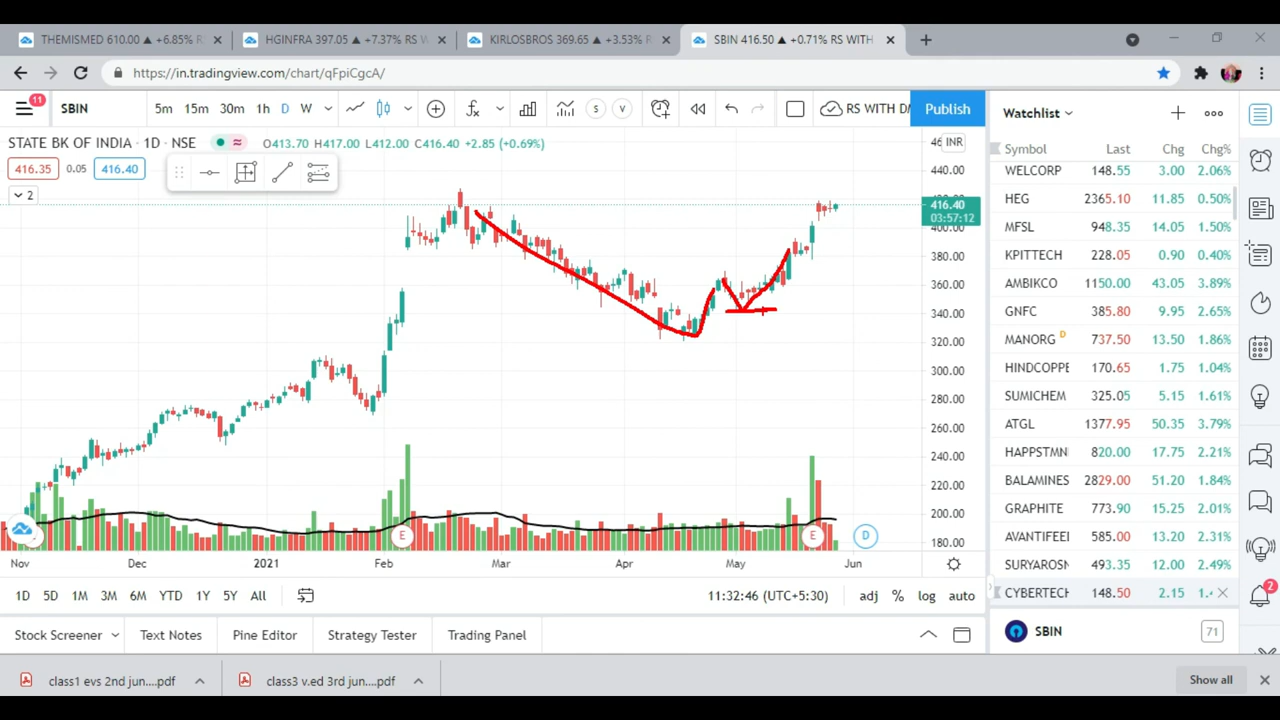 THEMISMED 610.00 ▲ +6.85% RS
HGINFRA 397.05 ▲ +7.37% RS W
KIRLOSBROS 369.65 ▲ +3.53% RS
SBIN 416.50 ▲ +0.71% RS WITH
https://in.tradingview.com/chart/qFpiCgcA/
11 SBIN 5m 15m 30m 1h D W S V RS WITH D Publish
STATE BK OF INDIA · 1D · NSE O413.70 H417.00 L412.00 C416.40 +2.85 (+0.69%)
416.35 0.05 416.40
2
INR
440.00
416.40
03:57:12
400.00
380.00
360.00
340.00
320.00
300.00
280.00
260.00
240.00
220.00
200.00
180.00
E E D
Nov Dec 2021 Feb Mar Apr May Jun
1D 5D 1M 3M 6M YTD 1Y 5Y All 11:32:46 (UTC+5:30) adj % log auto
Stock Screener Text Notes Pine Editor Strategy Tester Trading Panel
Watchlist
Symbol Last Chg Chg%
WELCORP 148.55 3.00 2.06%
HEG 2365.10 11.85 0.50%
MFSL 948.35 14.05 1.50%
KPITTECH 228.05 0.90 0.40%
AMBIKCO 1150.00 43.05 3.89%
GNFC 385.80 9.95 2.65%
MANORG D 737.50 13.50 1.86%
HINDCOPPE 170.65 1.75 1.04%
SUMICHEM 325.05 5.15 1.61%
ATGL 1377.95 50.35 3.79%
HAPPSTMN 820.00 17.75 2.21%
BALAMINES 2829.00 51.20 1.84%
GRAPHITE 773.90 15.25 2.01%
AVANTIFEE 585.00 13.20 2.31%
SURYAROSN 493.35 12.00 2.49%
CYBERTECH 148.50 2.15 1.4
2
SBIN 71
class1 evs 2nd jun....pdf
class3 v.ed 3rd jun....pdf
Show all